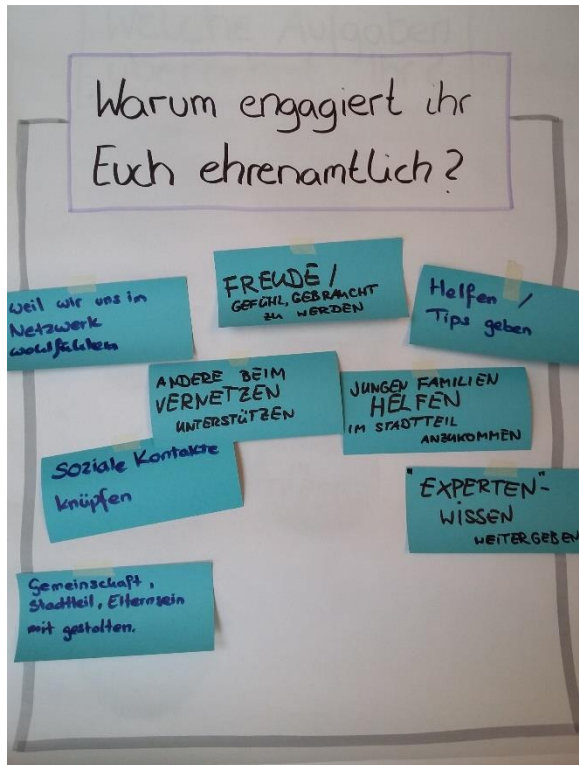 Warum engagiert ihr
Euch ehrenamtlich?
FREUDE /
GEFÜHL, GEBRAUCHT
ZU WERDEN
Weil wir uns im
Netzwerk
wohlfühlen
Helfen /
Tips geben
ANDERE BEIM
VERNETZEN
UNTERSTÜTZEN
JUNGEN FAMILIEN
HELFEN
IM STADTTEIL
ANZUKOMMEN
Soziale Kontakte
knüpfen
"EXPERTEN"-
WISSEN
WEITERGEBEN
Gemeinschaft,
Stadtteil, Elternsein
mit gestalten.